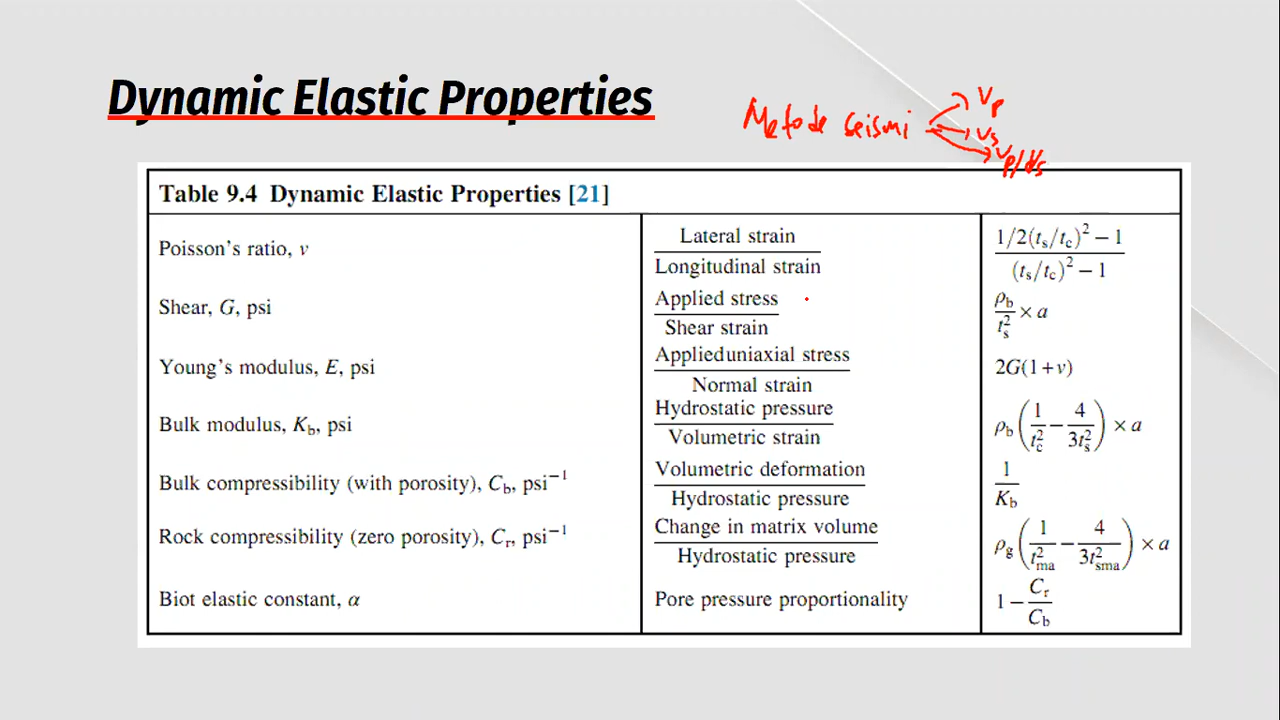 Dynamic Elastic Properties
Metode seismi
Vp
Vs
Vp/Vs
Table 9.4 Dynamic Elastic Properties [21]
Poisson's ratio, v
Lateral strain
Longitudinal strain
1/2(ts/tc)² − 1
(ts/tc)² − 1
Shear, G, psi
Applied stress
Shear strain
ρb
ts² × a
Young's modulus, E, psi
Applieduniaxial stress
Normal strain
2G(1+v)
Bulk modulus, Kb, psi
Hydrostatic pressure
Volumetric strain
ρb(1/tc² − 4/3ts²) × a
Bulk compressibility (with porosity), Cb, psi⁻¹
Volumetric deformation
Hydrostatic pressure
1
Kb
Rock compressibility (zero porosity), Cr, psi⁻¹
Change in matrix volume
Hydrostatic pressure
ρg(1/t²ma − 4/3t²sma) × a
Biot elastic constant, α
Pore pressure proportionality
1 − Cr/Cb